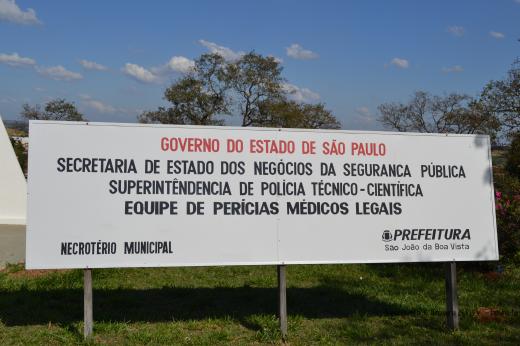 GOVERNO DO ESTADO DE SÃO PAULO
SECRETARIA DE ESTADO DOS NEGÓCIOS DA SEGURANCA PÚBLICA
SUPERINTÊNDENCIA DE POLÍCIA TÉCNICO-CIENTÍFICA
EQUIPE DE PERÍCIAS MÉDICOS LEGAIS
NECROTÉRIO MUNICIPAL
PREFEITURA
São João da Boa Vista